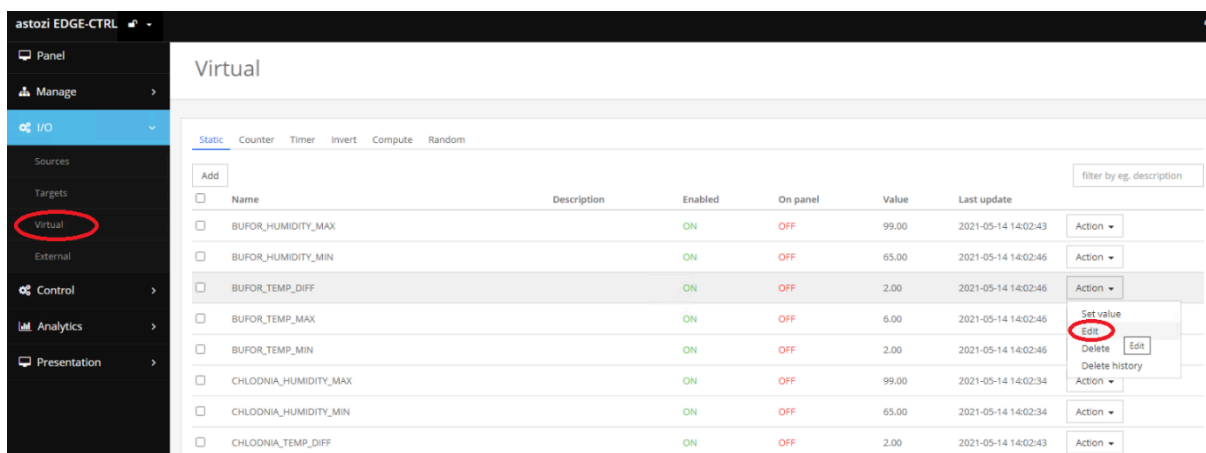 astozi EDGE-CTRL
Panel
Manage
I/O
Sources
Targets
Virtual
External
Control
Analytics
Presentation
Virtual
Static Counter Timer Invert Compute Random
Add filter by eg. description
Name Description Enabled On panel Value Last update
BUFOR_HUMIDITY_MAX ON OFF 99.00 2021-05-14 14:02:43 Action
BUFOR_HUMIDITY_MIN ON OFF 65.00 2021-05-14 14:02:46 Action
BUFOR_TEMP_DIFF ON OFF 2.00 2021-05-14 14:02:46 Action
Set value
Edit
Delete Edit
Delete history
BUFOR_TEMP_MAX ON OFF 6.00 2021-05-14 14:02:46
BUFOR_TEMP_MIN ON OFF 2.00 2021-05-14 14:02:46
CHLODNIA_HUMIDITY_MAX ON OFF 99.00 2021-05-14 14:02:34 Action
CHLODNIA_HUMIDITY_MIN ON OFF 65.00 2021-05-14 14:02:34 Action
CHLODNIA_TEMP_DIFF ON OFF 2.00 2021-05-14 14:02:43 Action